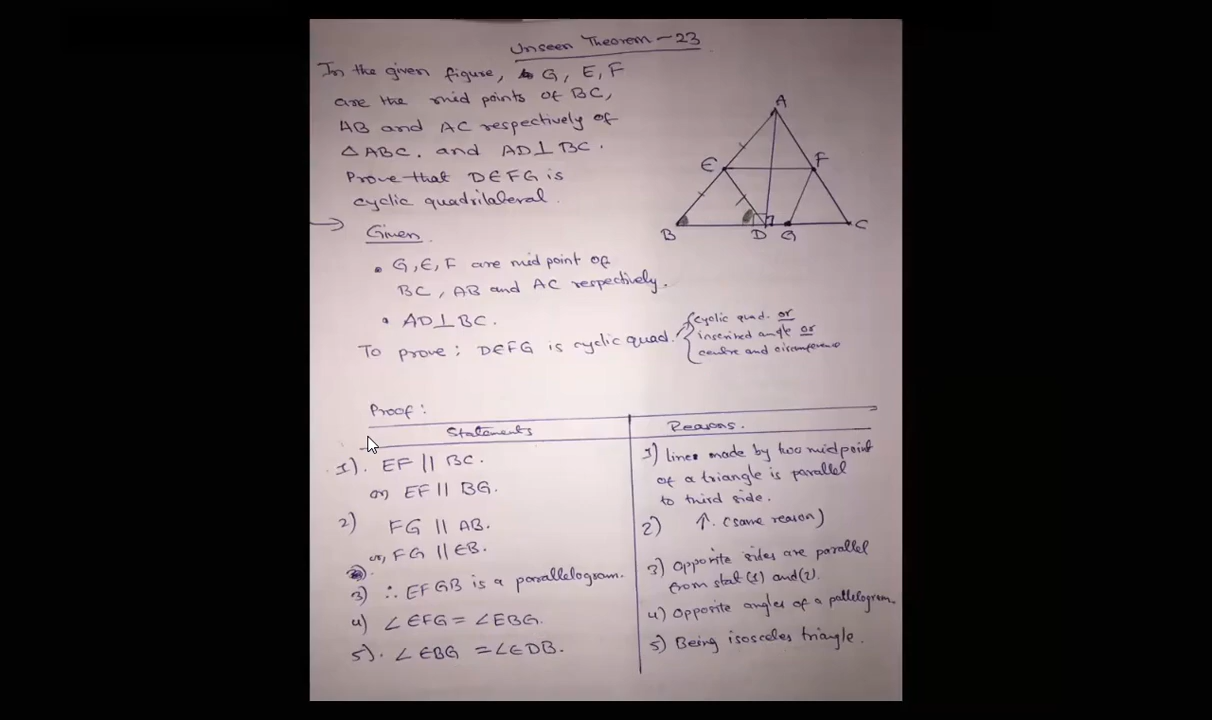 Unseen Theorem - 23
In the given figure, G, E, F
are the mid points of BC,
AB and AC respectively of
△ABC. and AD⊥BC.
Prove that DEFG is
cyclic quadrilateral.
A
E
F
B
D
G
C
→ Given
• G,E,F are mid point of
BC, AB and AC respectively.
• AD⊥BC.
To prove : DEFG is cyclic quad.
cyclic quad. or
inscribed angle or
centre and circumference
Proof :
Statements
Reasons.
1). EF || BC.
or EF || BG.
1) lines made by two midpoint
of a triangle is parallel
to third side.
2) FG || AB.
or, FG || EB.
2) ↑. (same reason)
3) ∴ EFGB is a parallelogram.
3) Opposite sides are parallel
from stat (1) and (2).
4) ∠EFG = ∠EBG.
4) Opposite angles of a pallelogram.
5). ∠EBG = ∠EDB.
5) Being isosceles triangle.